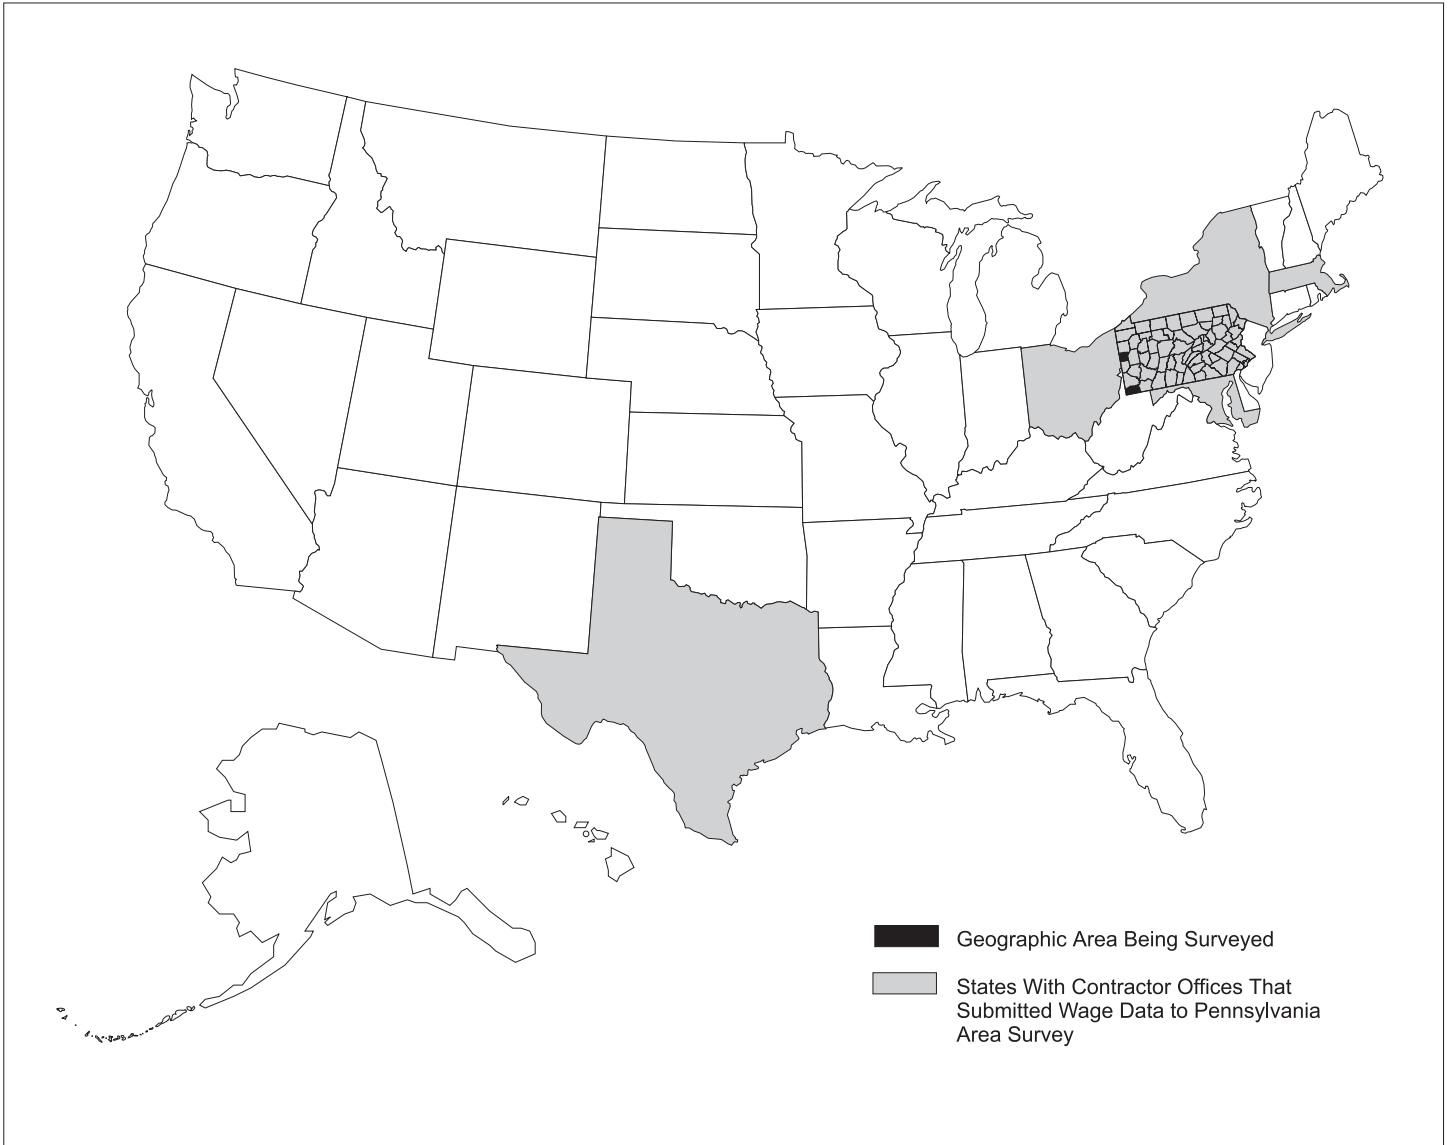 Geographic Area Being Surveyed
States With Contractor Offices That
Submitted Wage Data to Pennsylvania
Area Survey